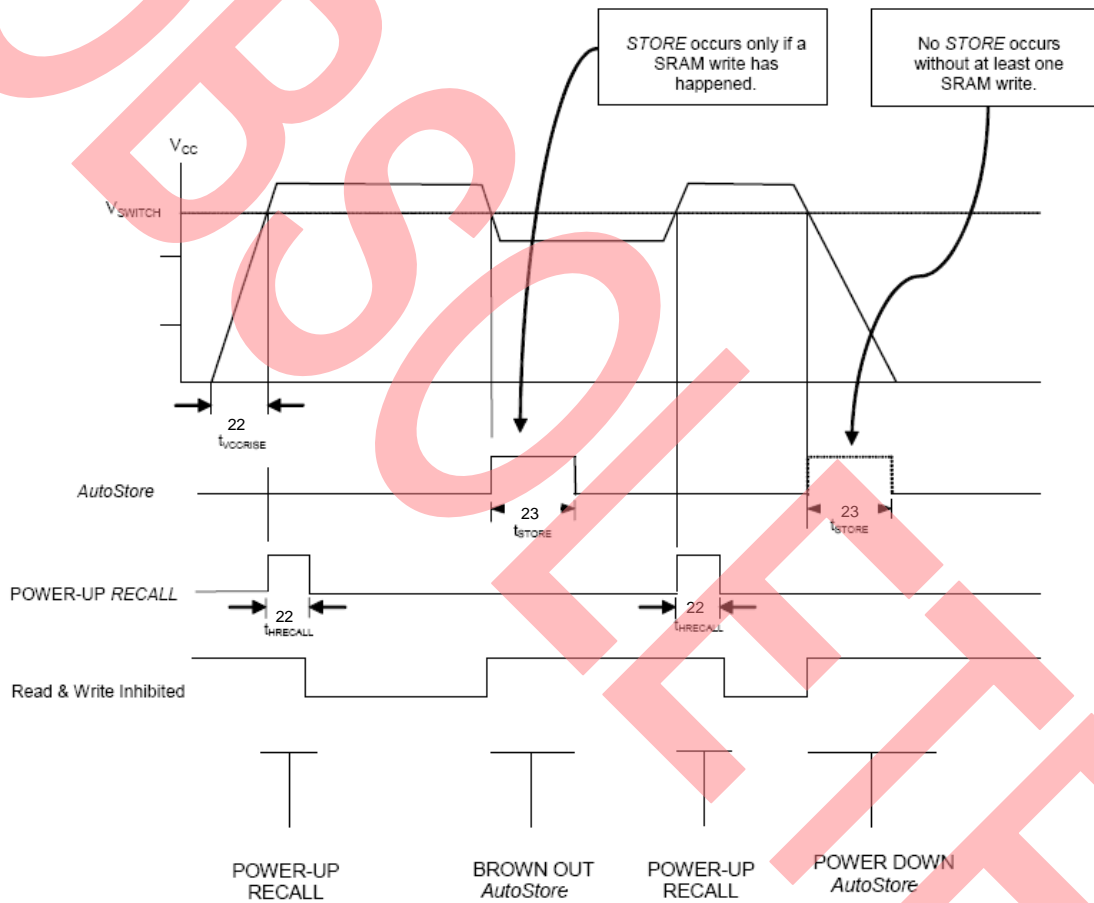 STORE occurs only if a
SRAM write has
happened.
No STORE occurs
without at least one
SRAM write.
VCC
VSWITCH
22
tVCCRISE
AutoStore
23
tSTORE
23
tSTORE
POWER-UP RECALL
22
tHRECALL
22
tHRECALL
Read & Write Inhibited
POWER-UP
RECALL
BROWN OUT
AutoStore
POWER-UP
RECALL
POWER DOWN
AutoStore
OBSOLETE